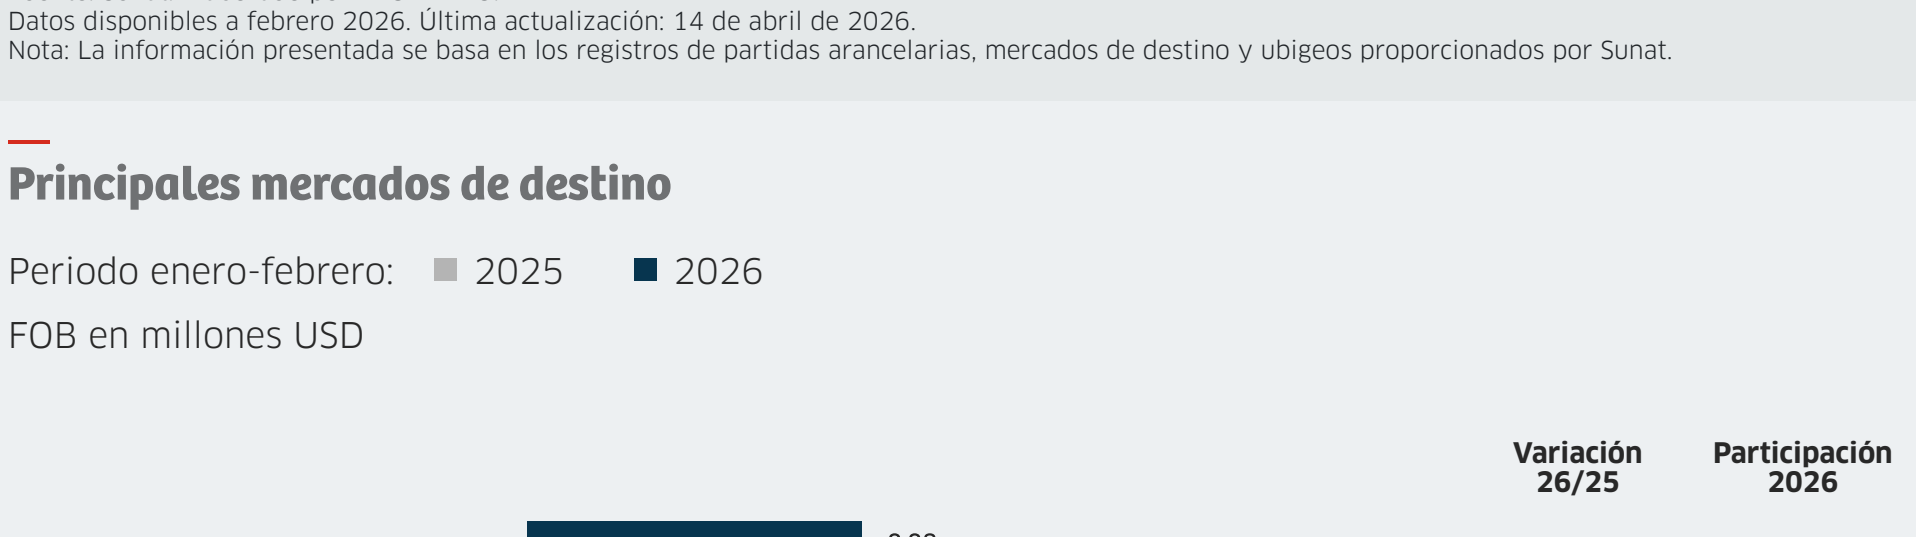 Datos disponibles a febrero 2026. Última actualización: 14 de abril de 2026.
Nota: La información presentada se basa en los registros de partidas arancelarias, mercados de destino y ubigeos proporcionados por Sunat.
Principales mercados de destino
Periodo enero-febrero: 2025 2026
FOB en millones USD
Variación Participación
26/25 2026